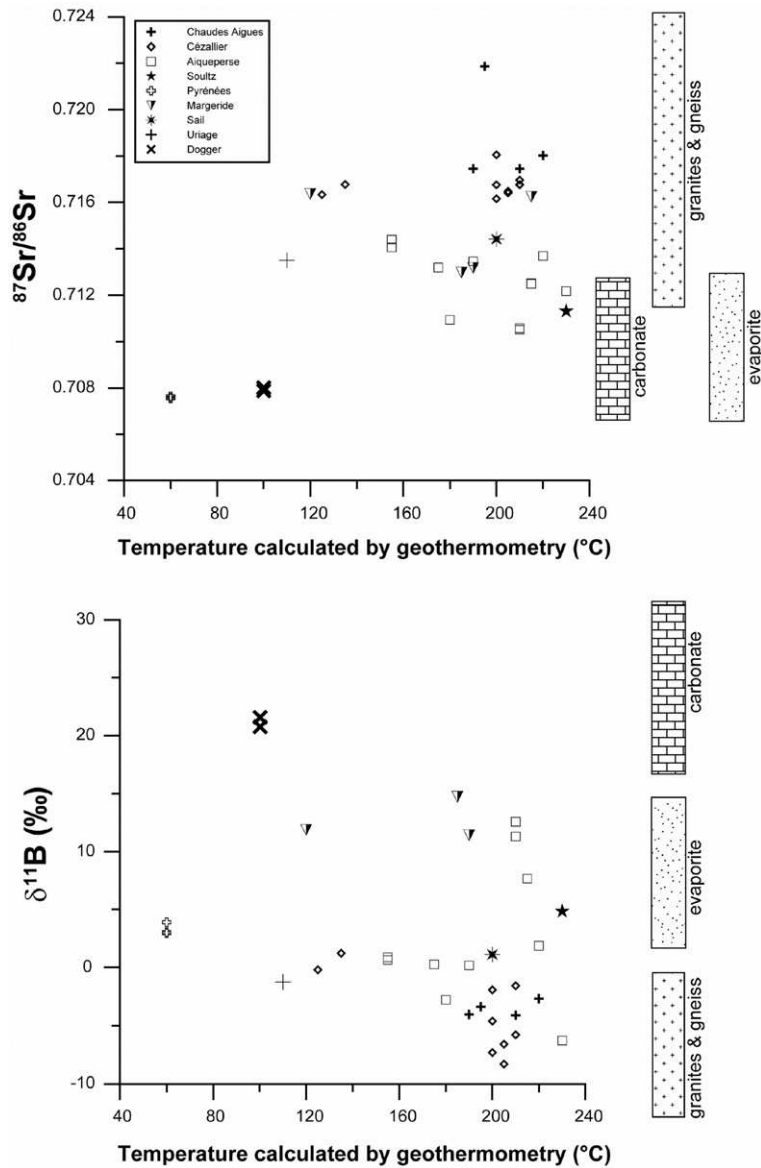 0.724
0.720
0.716
0.712
0.708
0.704
⁸⁷Sr/⁸⁶Sr
Chaudes Aigues
Cézallier
Aiqueperse
Soultz
Pyrénées
Margeride
Sail
Uriage
Dogger
granites & gneiss
carbonate
evaporite
40 80 120 160 200 240
Temperature calculated by geothermometry (°C)
30
20
10
0
-10
δ¹¹B (‰)
carbonate
evaporite
granites & gneiss
40 80 120 160 200 240
Temperature calculated by geothermometry (°C)